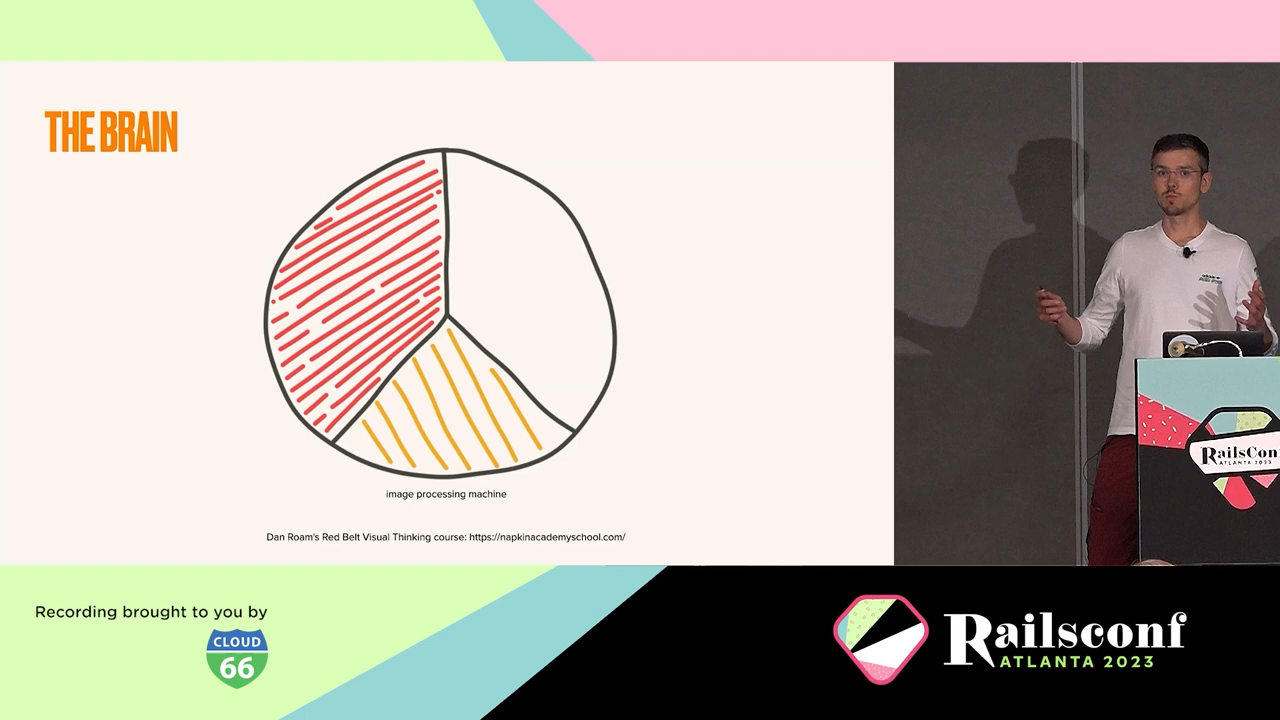 THE BRAIN
image processing machine
Dan Roam's Red Belt Visual Thinking course: https://napkinacademyschool.com/
RailsCon
ATLANTA 2023
Recording brought to you by
CLOUD
66
Railsconf
ATLANTA 2023